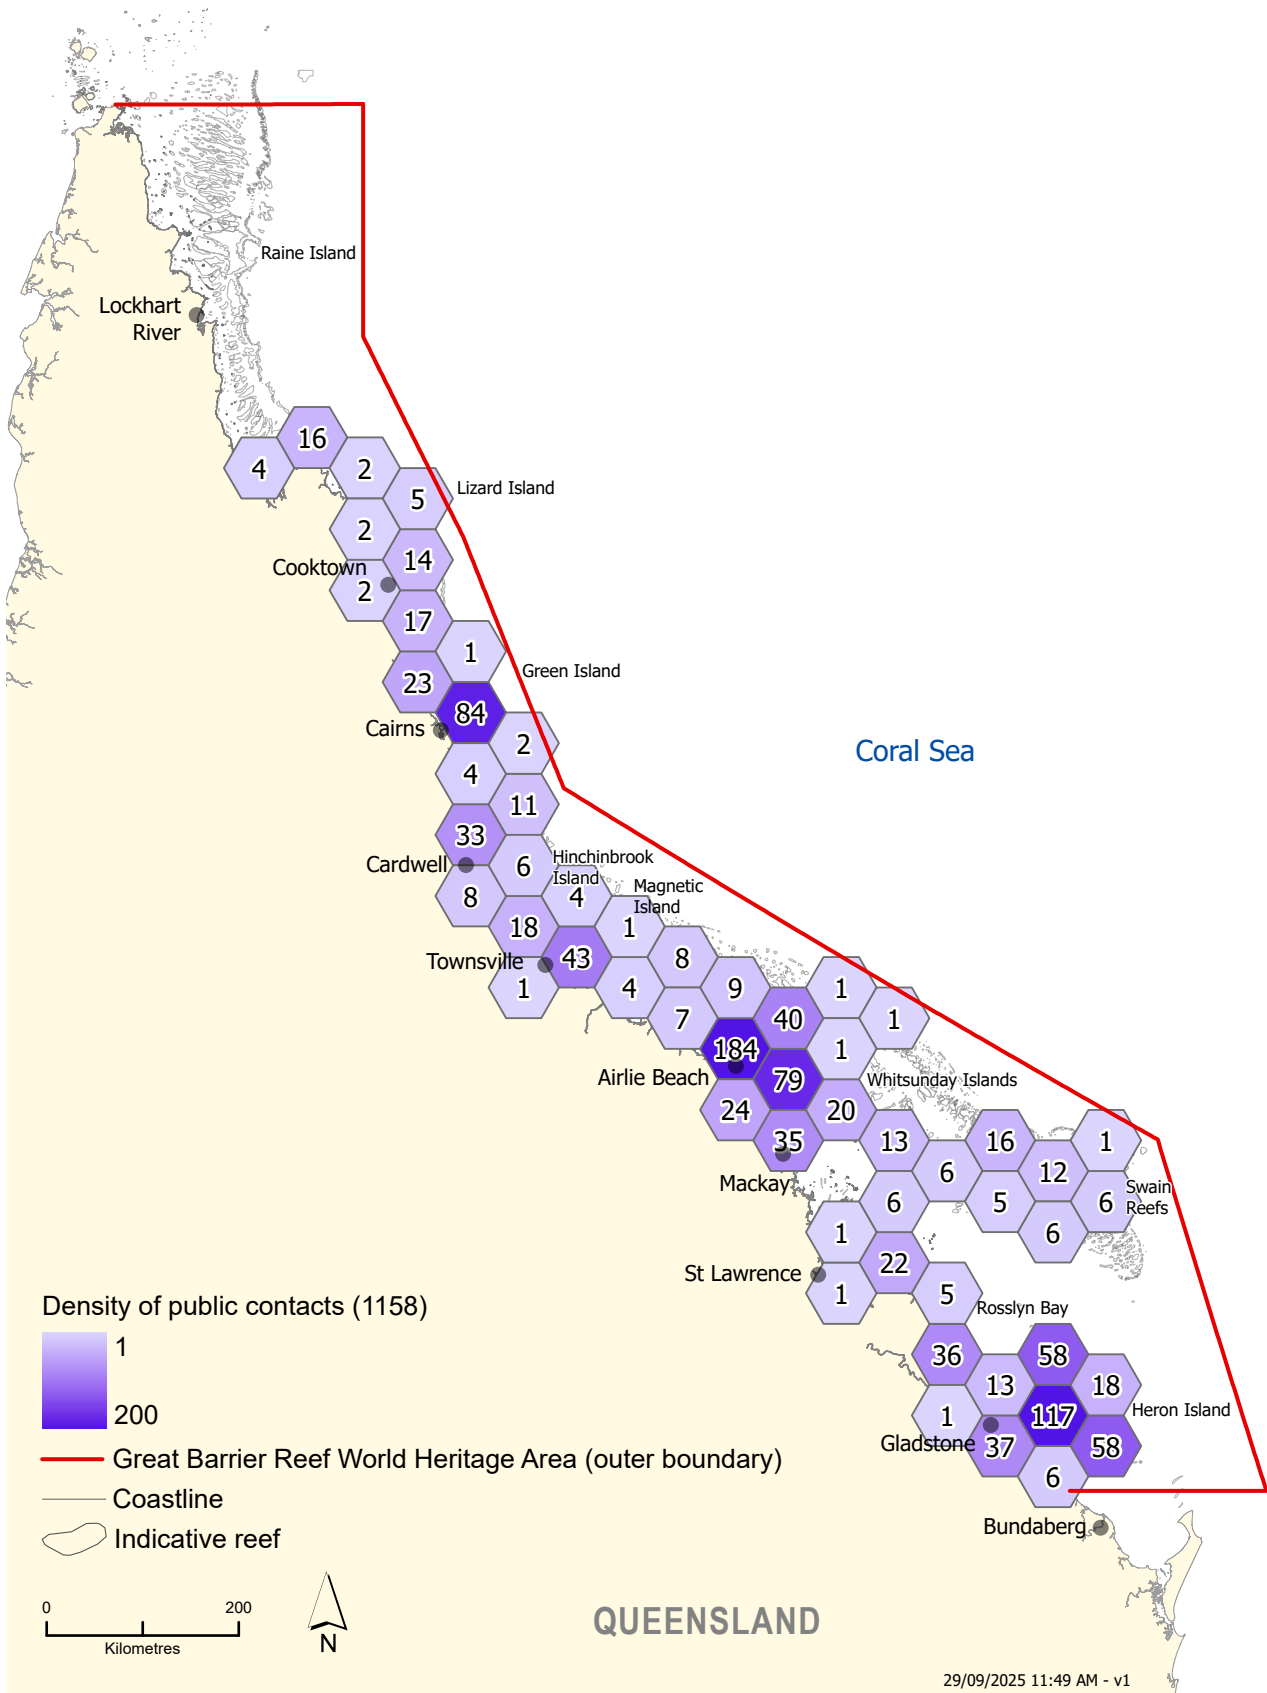 Raine Island
Lockhart
River
16
4
2
5
Lizard Island
2
14
Cooktown
2
17
1
Green Island
23
84
Cairns
2
Coral Sea
4
11
33
Hinchinbrook
Island
Cardwell
6
Magnetic
Island
8
4
18
1
Townsville
43
8
1
4
9
1
7
40
1
184
1
Airlie Beach
79
Whitsunday Islands
24
20
35
13
16
1
Mackay
6
12
Swain
Reefs
6
5
6
1
6
22
St Lawrence
1
5
Rosslyn Bay
36
58
13
18
Heron Island
1
117
Gladstone
37
58
6
Bundaberg
Density of public contacts (1158)
1
200
Great Barrier Reef World Heritage Area (outer boundary)
Coastline
Indicative reef
0 200
Kilometres
N
QUEENSLAND
29/09/2025 11:49 AM - v1